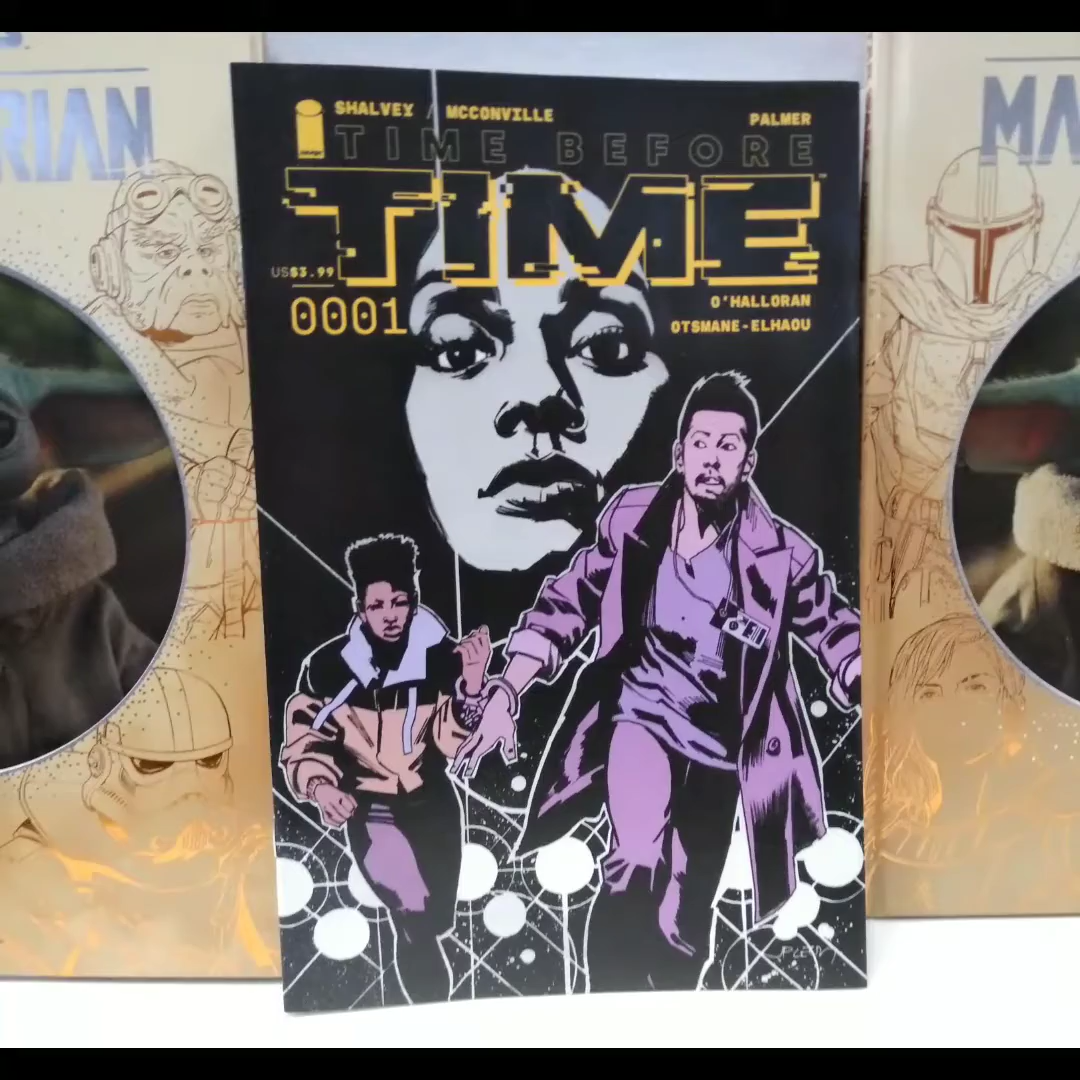 RIAN
MA
SHALVEY / MCCONVILLE
PALMER
TIME BEFORE
TIME
US$3.99
0001
O'HALLORAN
OTSMANE-ELHAOU